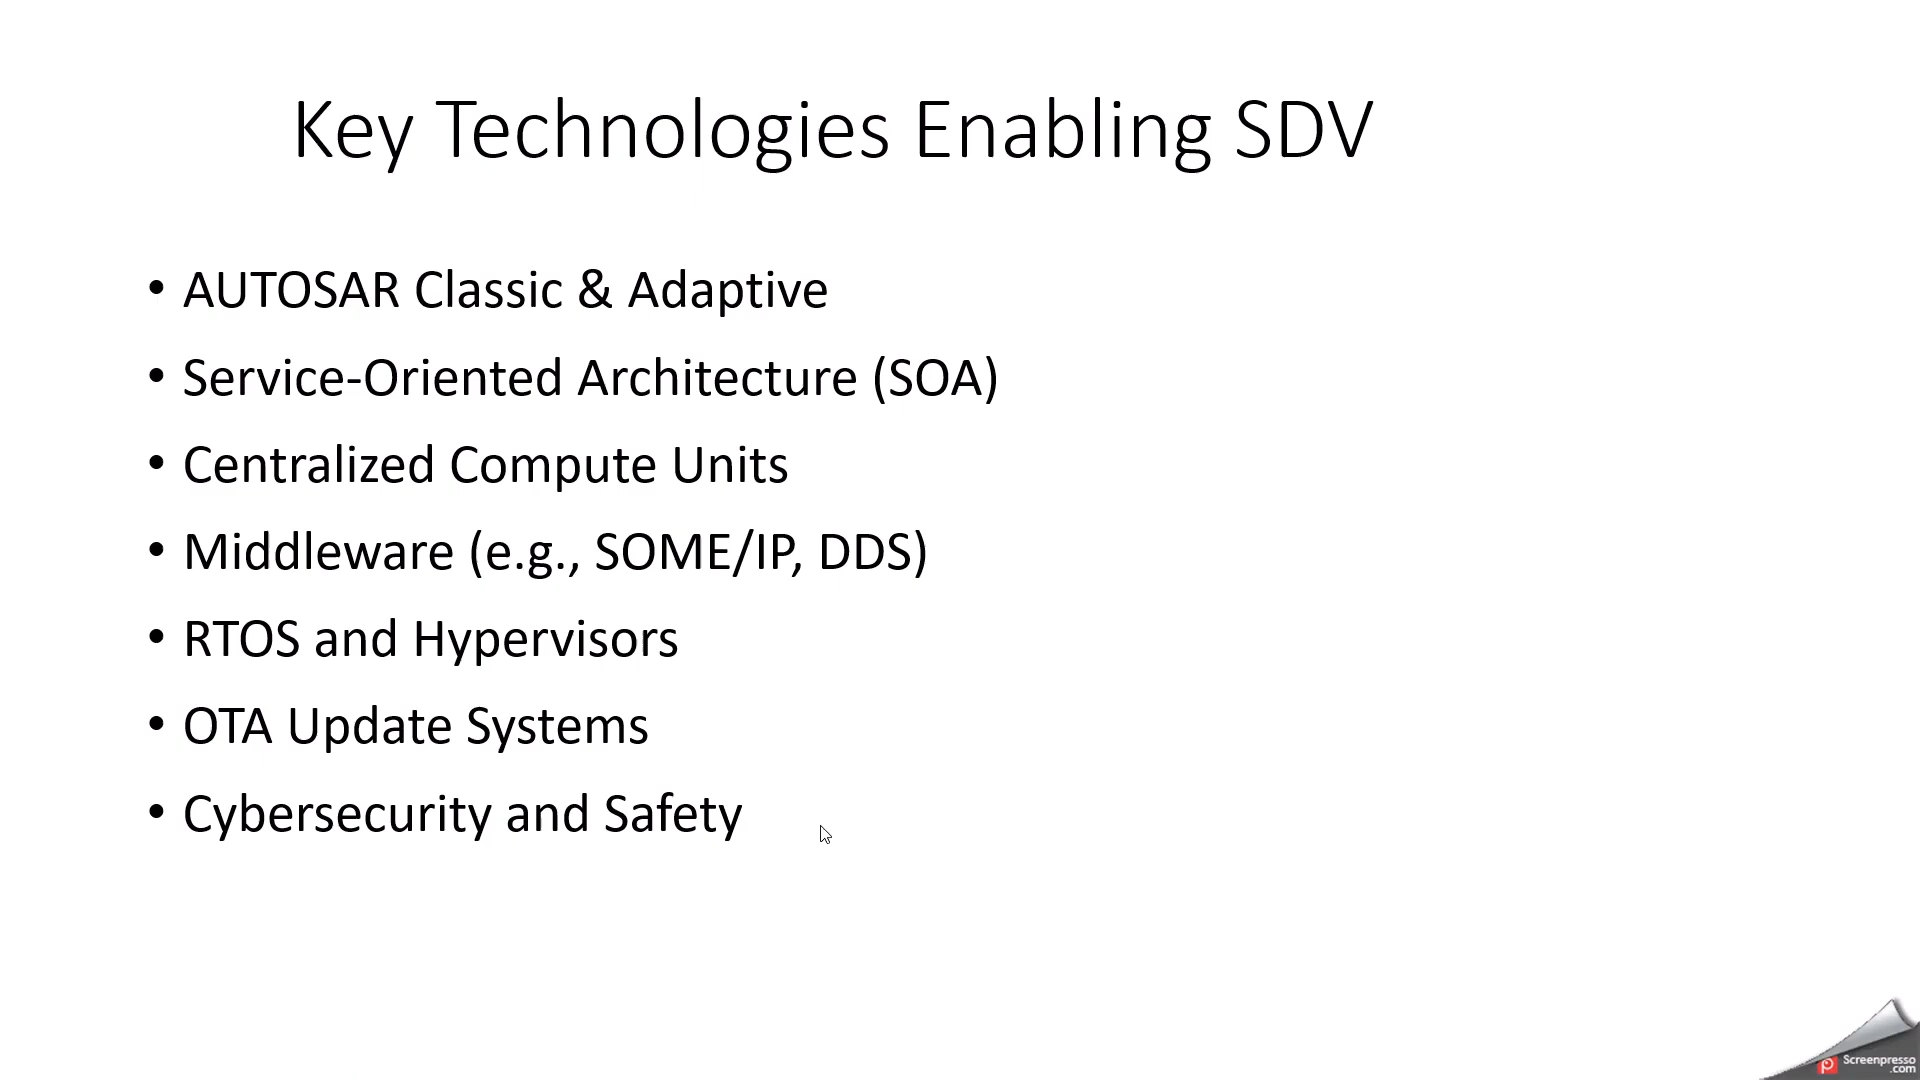 Key Technologies Enabling SDV
• AUTOSAR Classic & Adaptive
• Service-Oriented Architecture (SOA)
• Centralized Compute Units
• Middleware (e.g., SOME/IP, DDS)
• RTOS and Hypervisors
• OTA Update Systems
• Cybersecurity and Safety
Screenpresso
.com